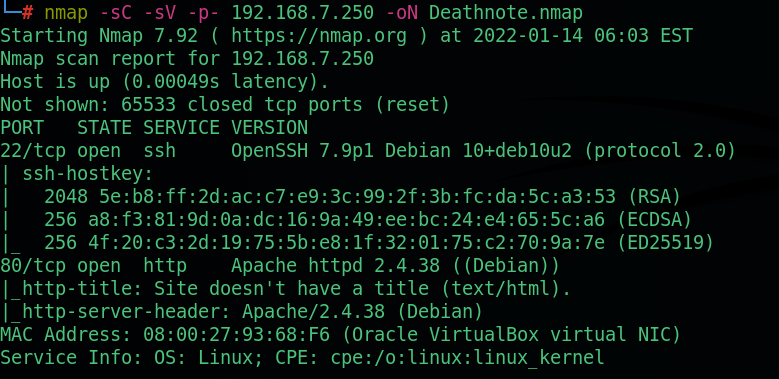 └─# nmap -sC -sV -p- 192.168.7.250 -oN Deathnote.nmap
Starting Nmap 7.92 ( https://nmap.org ) at 2022-01-14 06:03 EST
Nmap scan report for 192.168.7.250
Host is up (0.00049s latency).
Not shown: 65533 closed tcp ports (reset)
PORT   STATE SERVICE VERSION
22/tcp open  ssh     OpenSSH 7.9p1 Debian 10+deb10u2 (protocol 2.0)
| ssh-hostkey:
|   2048 5e:b8:ff:2d:ac:c7:e9:3c:99:2f:3b:fc:da:5c:a3:53 (RSA)
|   256 a8:f3:81:9d:0a:dc:16:9a:49:ee:bc:24:e4:65:5c:a6 (ECDSA)
|_  256 4f:20:c3:2d:19:75:5b:e8:1f:32:01:75:c2:70:9a:7e (ED25519)
80/tcp open  http    Apache httpd 2.4.38 ((Debian))
|_http-title: Site doesn't have a title (text/html).
|_http-server-header: Apache/2.4.38 (Debian)
MAC Address: 08:00:27:93:68:F6 (Oracle VirtualBox virtual NIC)
Service Info: OS: Linux; CPE: cpe:/o:linux:linux_kernel